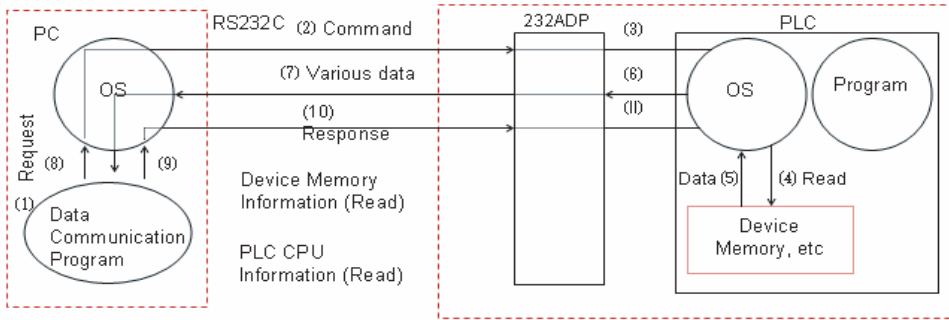 PC
RS232C
(2) Command
232ADP
(3)
PLC
OS
(7) Various data
(6)
OS
Program
(10)
Response
(11)
Request
(8)
(9)
(1)
Data
Communication
Program
Device Memory
Information (Read)
PLC CPU
Information (Read)
Data (5)
(4) Read
Device
Memory, etc